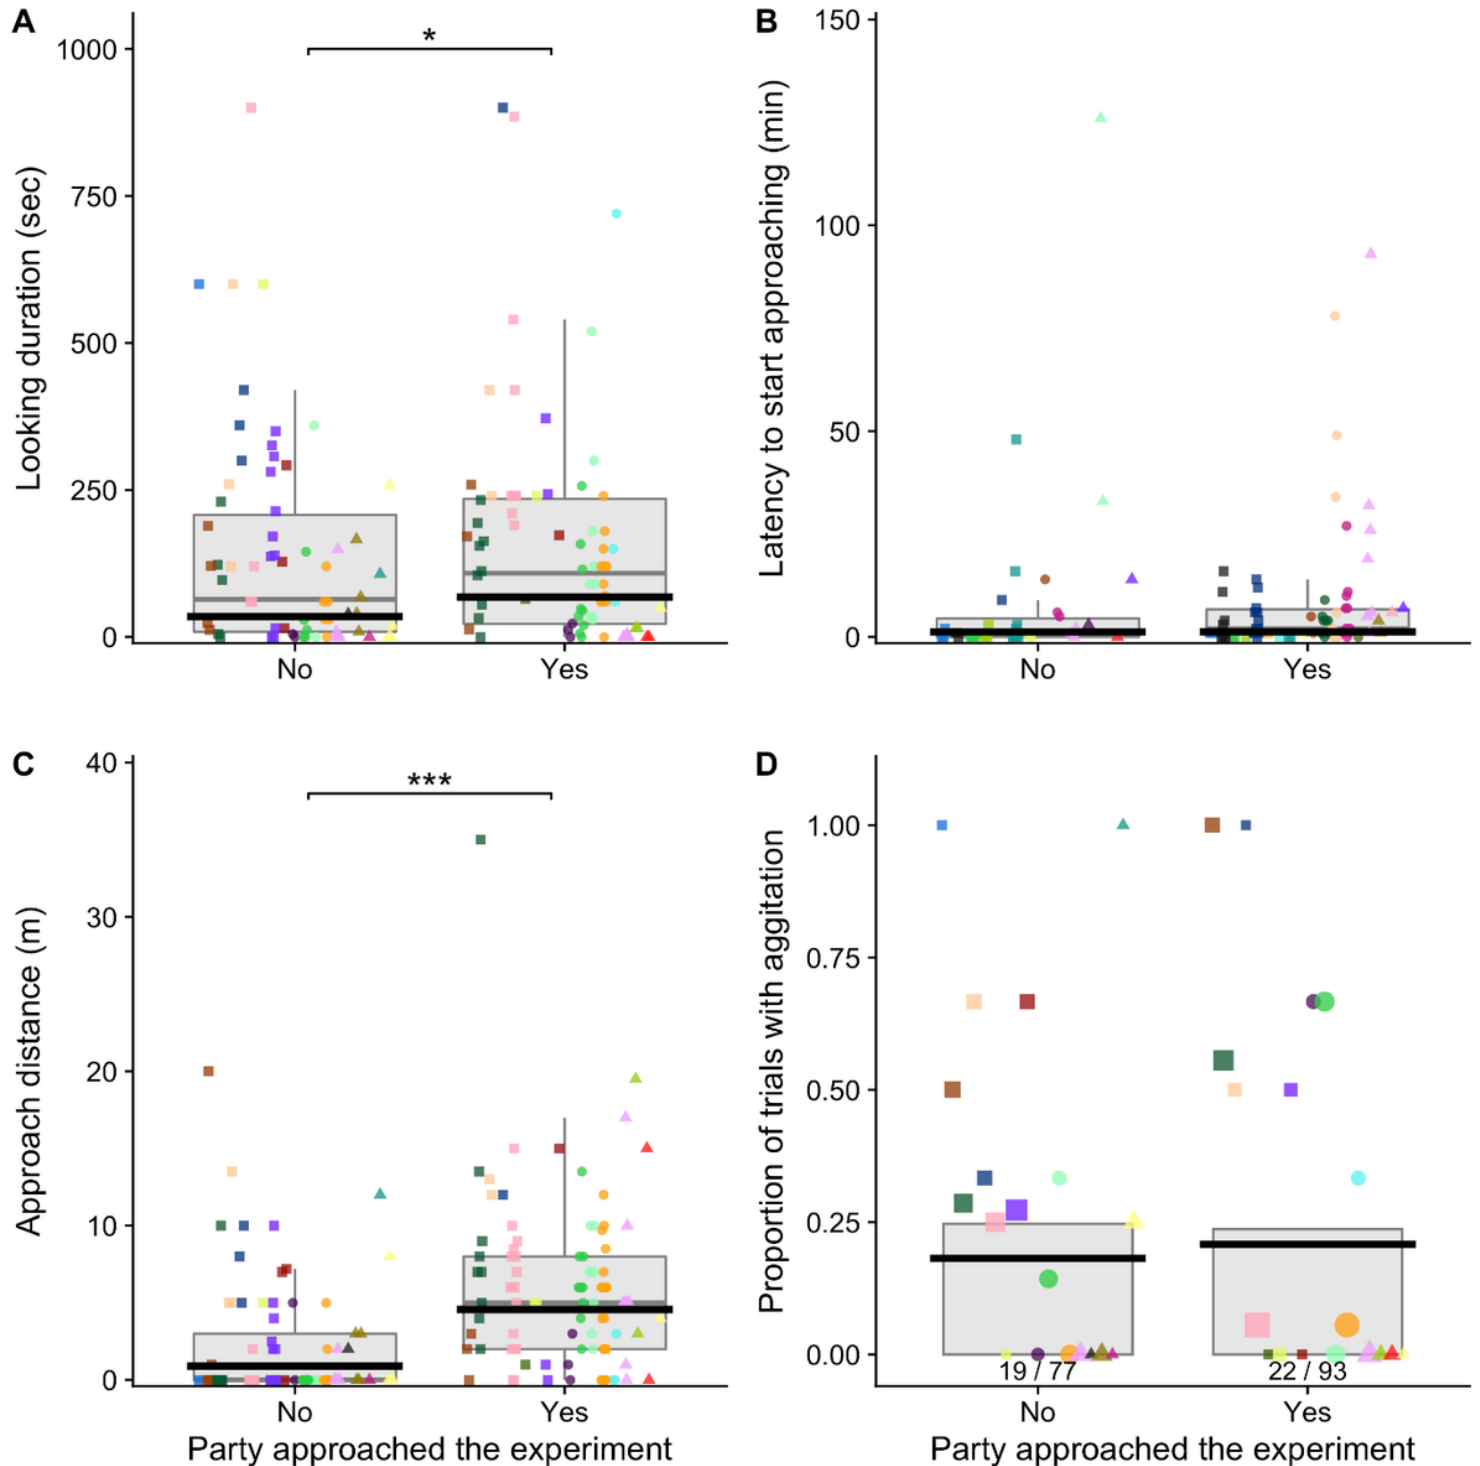 A
Looking duration (sec)
1000
750
500
250
0
*
No
Yes
B
Latency to start approaching (min)
150
100
50
0
No
Yes
C
Approach distance (m)
40
30
20
10
0
***
No
Yes
Party approached the experiment
D
Proportion of trials with aggitation
1.00
0.75
0.50
0.25
0.00
19 / 77
22 / 93
No
Yes
Party approached the experiment